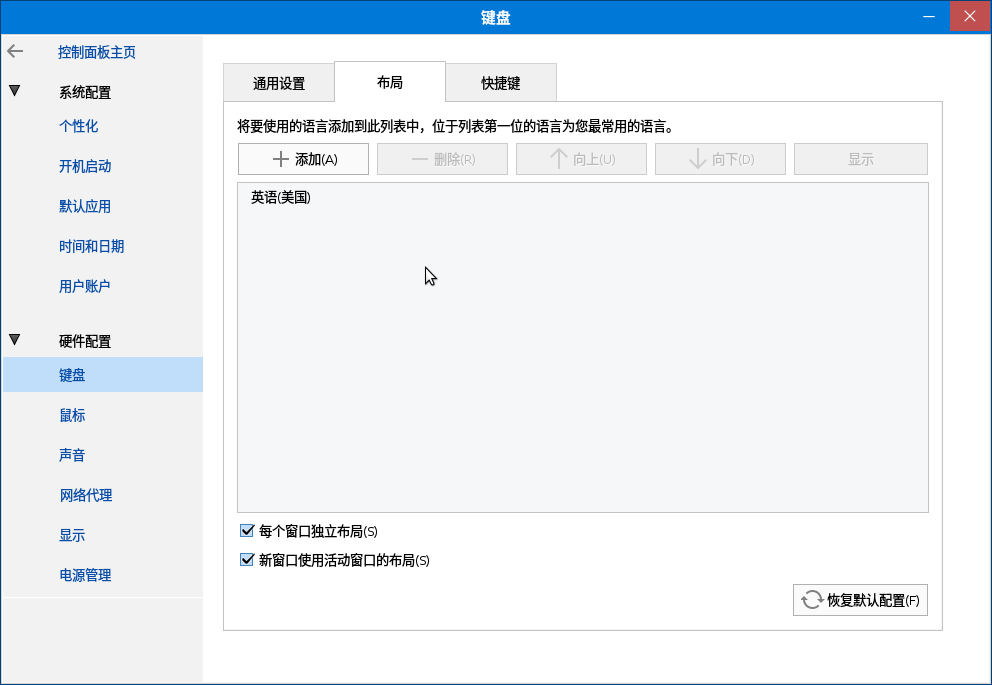 键盘
控制面板主页
系统配置
个性化
开机启动
默认应用
时间和日期
用户账户
硬件配置
键盘
鼠标
声音
网络代理
显示
电源管理
通用设置
布局
快捷键
将要使用的语言添加到此列表中，位于列表第一位的语言为您最常用的语言。
添加(A)
删除(R)
向上(U)
向下(D)
显示
英语(美国)
每个窗口独立布局(S)
新窗口使用活动窗口的布局(S)
恢复默认配置(F)